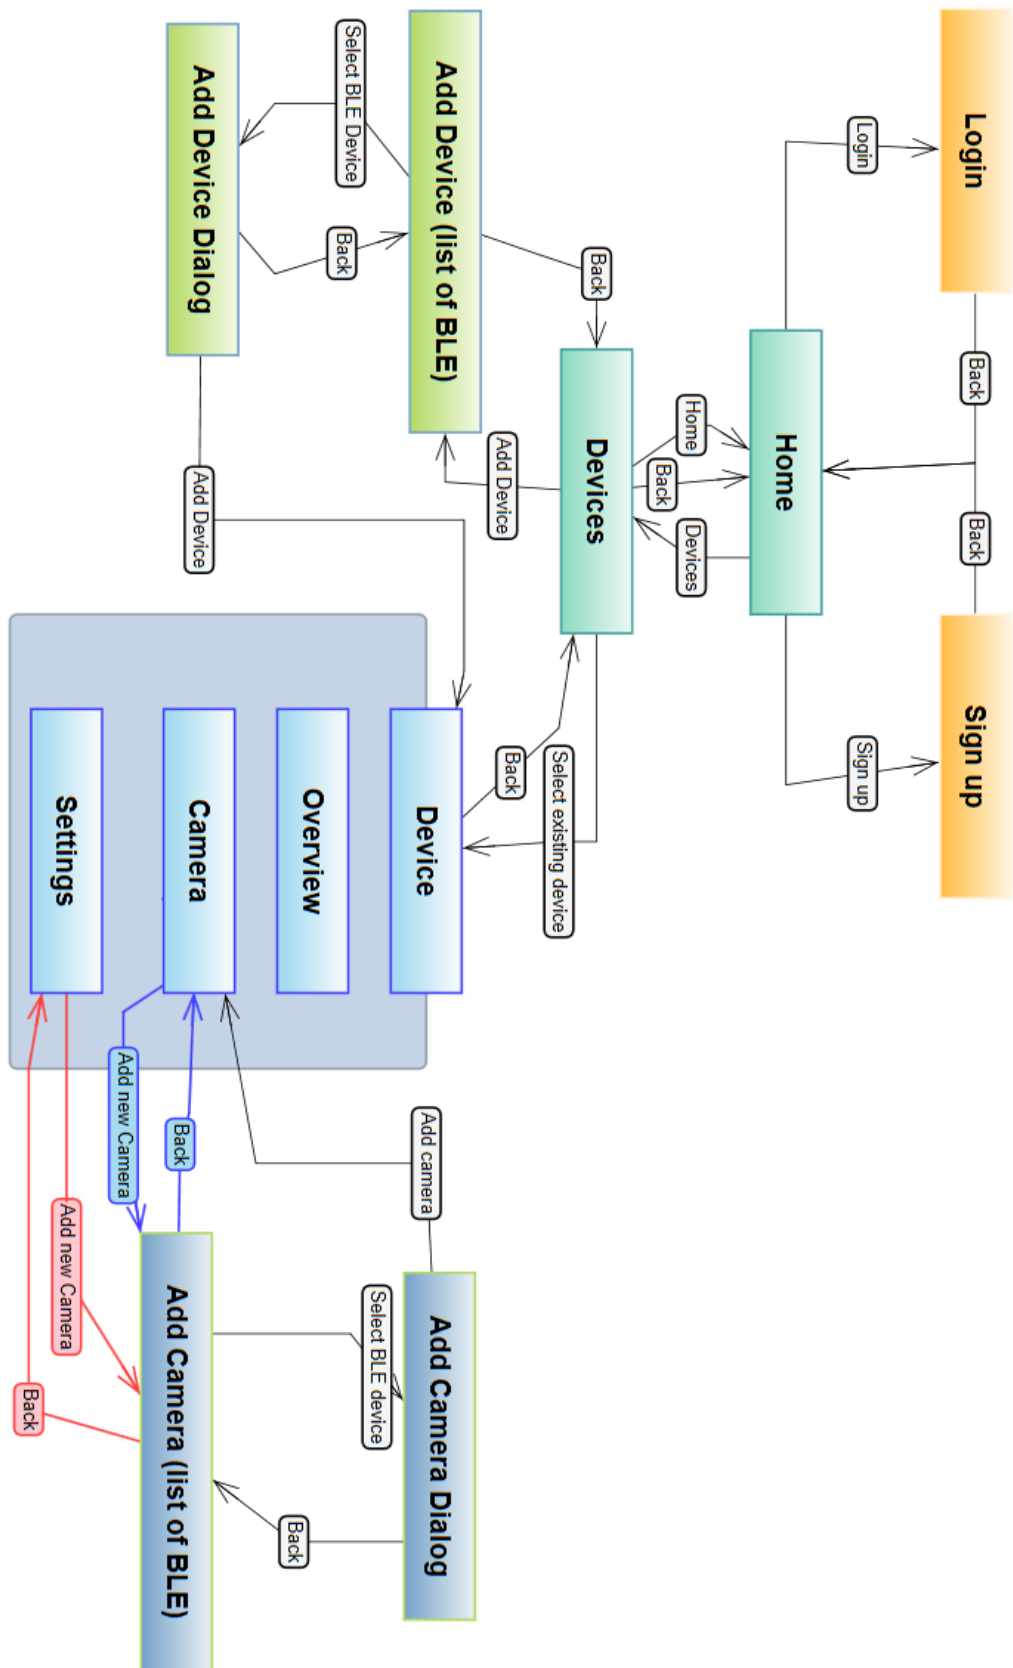 Login
Back
Back
Sign up
Login
Sign up
Home
Home
Back
Devices
Devices
Back
Add Device
Back
Select existing device
Add Device (list of BLE)
Select BLE Device
Back
Add Device Dialog
Add Device
Device
Overview
Camera
Settings
Add camera
Add Camera Dialog
Select BLE device
Back
Back
Add new Camera
Add new Camera
Back
Add Camera (list of BLE)